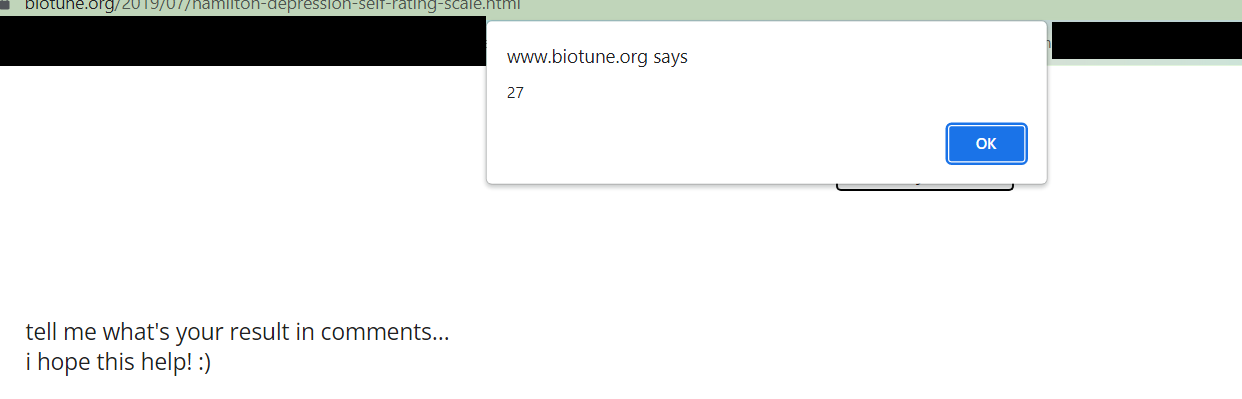 biotune.org/2019/07/hamilton-depression-self-rating-scale.html
www.biotune.org says
27
OK
tell me what's your result in comments...
i hope this help! :)